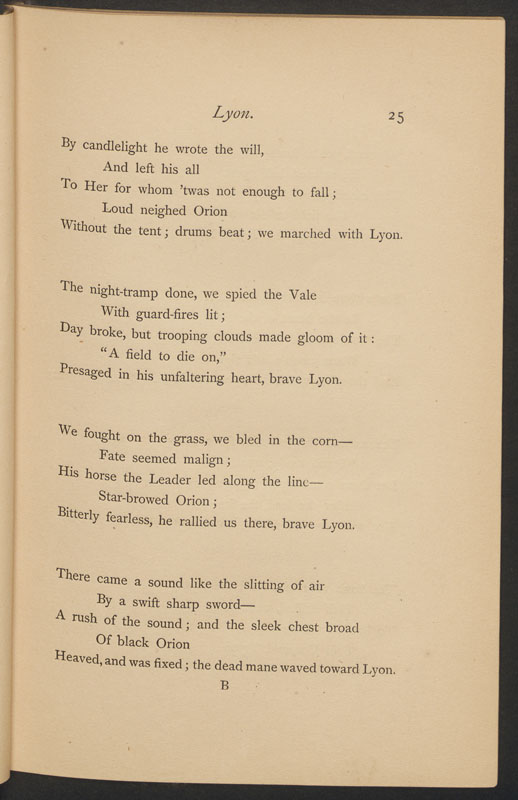 Lyon. 25
By candlelight he wrote the will,
And left his all
To Her for whom 'twas not enough to fall;
Loud neighed Orion
Without the tent; drums beat; we marched with Lyon.
The night-tramp done, we spied the Vale
With guard-fires lit;
Day broke, but trooping clouds made gloom of it:
"A field to die on,"
Presaged in his unfaltering heart, brave Lyon.
We fought on the grass, we bled in the corn—
Fate seemed malign;
His horse the Leader led along the line—
Star-browed Orion;
Bitterly fearless, he rallied us there, brave Lyon.
There came a sound like the slitting of air
By a swift sharp sword—
A rush of the sound; and the sleek chest broad
Of black Orion
Heaved, and was fixed; the dead mane waved toward Lyon.
B